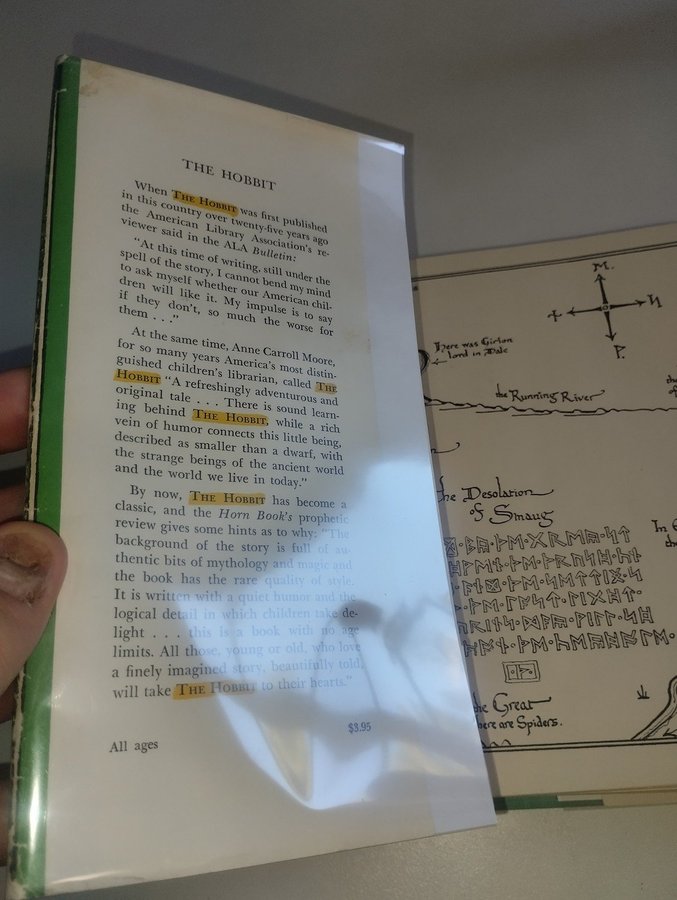 THE HOBBIT
When THE HOBBIT was first published
in this country over twenty-five years ago
the American Library Association's re-
viewer said in the ALA Bulletin:
"At this time of writing, still under the
spell of the story, I cannot bend my mind
to ask myself whether our American chil-
dren will like it. My impulse is to say
if they don't, so much the worse for
them . . ."
At the same time, Anne Carroll Moore,
for so many years America's most distin-
guished children's librarian, called THE
HOBBIT "A refreshingly adventurous and
original tale . . . There is sound learn-
ing behind THE HOBBIT, while a rich
vein of humor connects this little being,
described as smaller than a dwarf, with
the strange beings of the ancient world
and the world we live in today."
By now, THE HOBBIT has become a
classic, and the Horn Book's prophetic
review gives some hints as to why: "The
background of the story is full of au-
thentic bits of mythology and magic and
the book has the rare quality of style.
It is written with a quiet humor and the
logical detail in which children take de-
light . . . this is a book with no age
limits. All those, young or old, who love
a finely imagined story, beautifully told,
will take THE HOBBIT to their hearts."
$3.95
All ages
Here was Girion
lord in Dale
the Running River
the Desolation
of Smaug
the Great
here are Spiders.